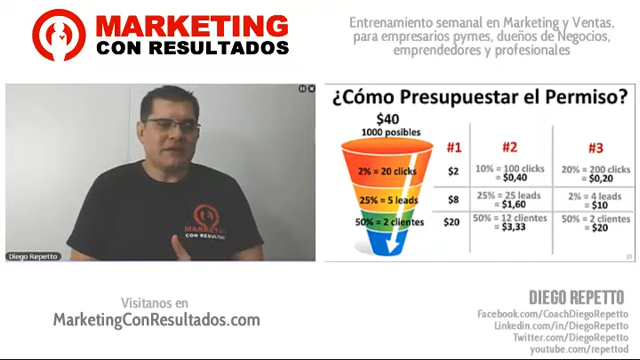 MARKETING
CON RESULTADOS
Entrenamiento semanal en Marketing y Ventas,
para empresarios pymes, dueños de Negocios,
emprendedores y profesionales
MARKETING
CON RESULTADOS
Diego Repetto
¿Cómo Presupuestar el Permiso?
$40
1000 posibles
#1
#2
#3
2% = 20 clicks
$2
10% = 100 clicks
= $0,40
20% = 200 clicks
= $0,20
25% = 5 leads
$8
25% = 25 leads
= $1,60
2% = 4 leads
= $10
50% = 2 clientes
$20
50% = 12 clientes
= $3,33
50% = 2 clientes
= $20
15
Visitanos en
MarketingConResultados.com
DIEGO REPETTO
Facebook.com/CoachDiegoRepetto
Linkedin.com/in/DiegoRepetto
Twitter.com/DiegoRepetto
youtube.com/repettod